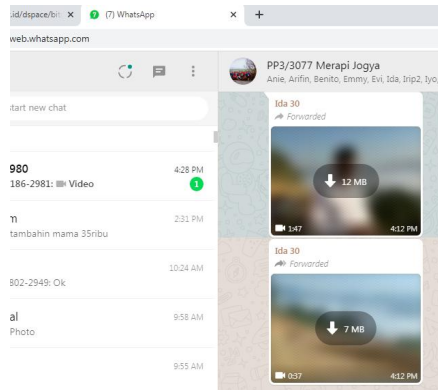 .id/dspace/bit
(7) WhatsApp
web.whatsapp.com
start new chat
980
4:28 PM
186-2981: Video
1
m
2:31 PM
tambahin mama 35ribu
10:24 AM
802-2949: Ok
al
9:58 AM
Photo
9:55 AM
PP3/3077 Merapi Jogya
Anie, Arifin, Benito, Emmy, Evi, Ida, Irip2, Iyo,
Ida 30
Forwarded
12 MB
1:47
4:12 PM
Ida 30
Forwarded
7 MB
0:37
4:12 PM